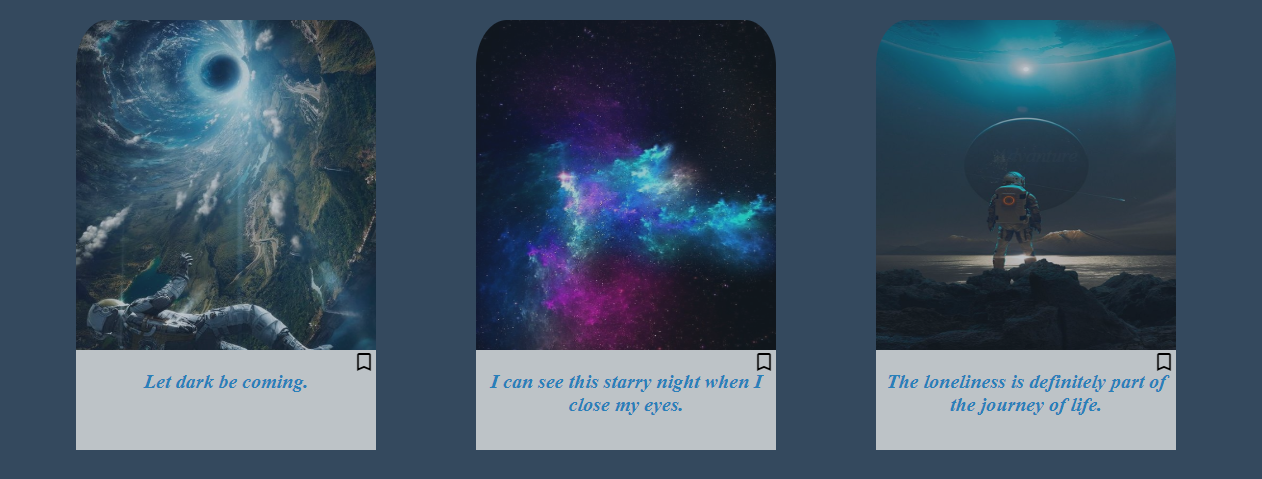 Let dark be coming.
I can see this starry night when I
close my eyes.
The loneliness is definitely part of
the journey of life.